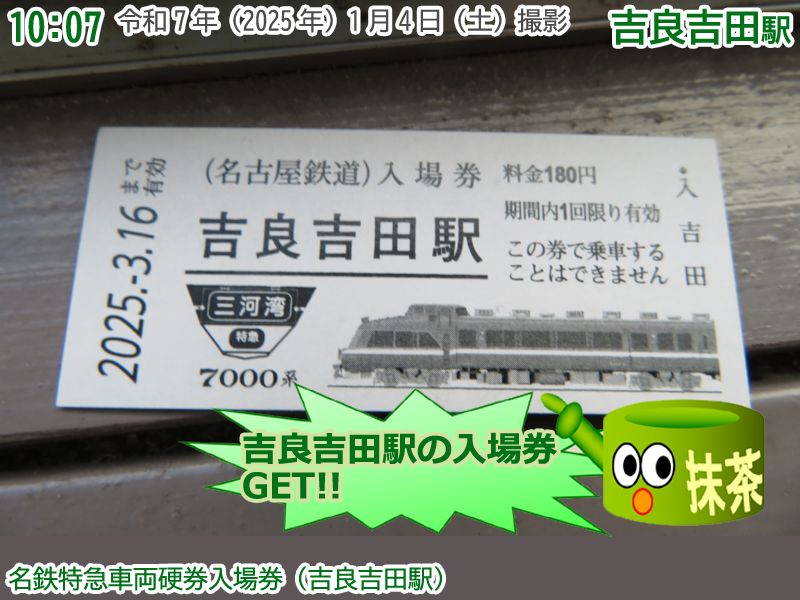 10:07 令和7年（2025年）1月4日（土）撮影
吉良吉田駅
2025.-3.16まで有効
（名古屋鉄道）入場券
吉良吉田駅
三河湾
特急
7000系
料金180円
期間内1回限り有効
この券で乗車する
ことはできません
入吉田
吉良吉田駅の入場券
GET!!
抹茶
名鉄特急車両硬券入場券（吉良吉田駅）